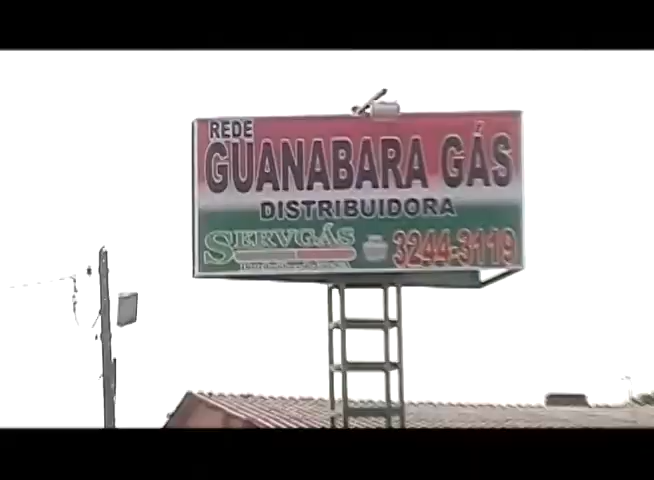 REDE
GUANABARA GÁS
DISTRIBUIDORA
SERVGÁS
3244-3119